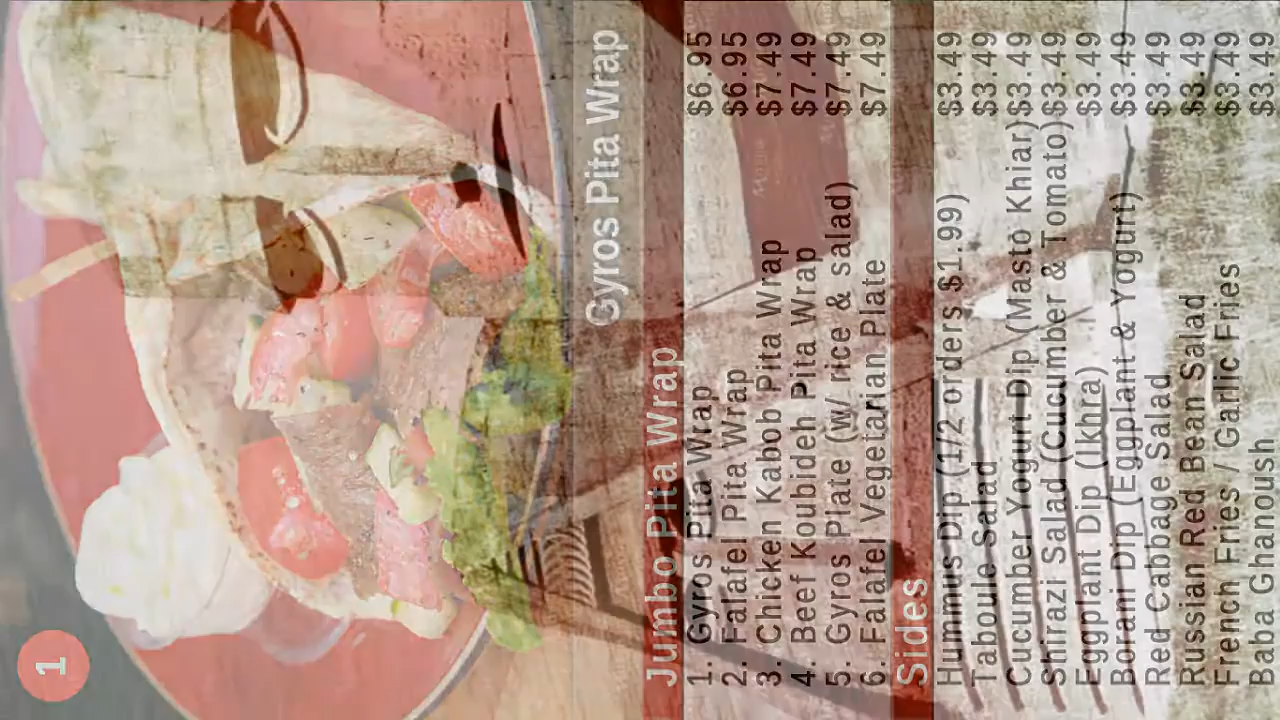 1
Gyros Pita Wrap
Jumbo Pita Wrap
1. Gyros Pita Wrap $6.95
2. Falafel Pita Wrap $6.95
3. Chicken Kabob Pita Wrap $7.49
4. Beef Koubideh Pita Wrap $7.49
5. Gyros Plate (w/ rice & salad) $7.49
6. Falafel Vegetarian Plate $7.49
Sides
Hummus Dip (1/2 orders $1.99) $3.49
Taboule Salad $3.49
Cucumber Yogurt Dip (Masto Khiar) $3.49
Shirazi Salad (Cucumber & Tomato) $3.49
Eggplant Dip (Ikhra) $3.49
Borani Dip (Eggplant & Yogurt) $3.49
Red Cabbage Salad $3.49
Russian Red Bean Salad $3.49
French Fries / Garlic Fries $3.49
Baba Ghanoush $3.49